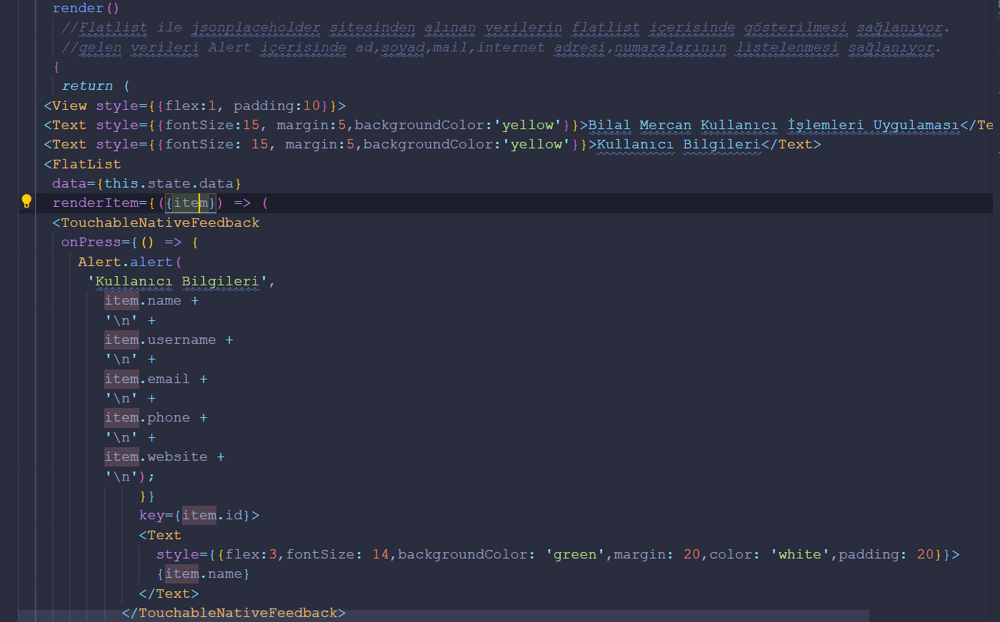 render()
//Flatlist ile jsonplaceholder sitesinden alınan verilerin flatlist içerisinde gösterilmesi sağlanıyor.
//gelen verileri Alert içerisinde ad,soyad,mail,internet adresi,numaralarının listelenmesi sağlanıyor.
{
return (
<View style={{flex:1, padding:10}}>
<Text style={{fontSize:15, margin:5,backgroundColor:'yellow'}}>Bilal Mercan Kullanıcı İşlemleri Uygulaması</Te
<Text style={{fontSize: 15, margin:5,backgroundColor:'yellow'}}>Kullanıcı Bilgileri</Text>
<FlatList
data={this.state.data}
renderItem={({item}) => (
<TouchableNativeFeedback
onPress={() => {
Alert.alert(
'Kullanıcı Bilgileri',
item.name +
'\n' +
item.username +
'\n' +
item.email +
'\n' +
item.phone +
'\n' +
item.website +
'\n');
}}
key={item.id}>
<Text
style={{flex:3,fontSize: 14,backgroundColor: 'green',margin: 20,color: 'white',padding: 20}}>
{item.name}
</Text>
</TouchableNativeFeedback>